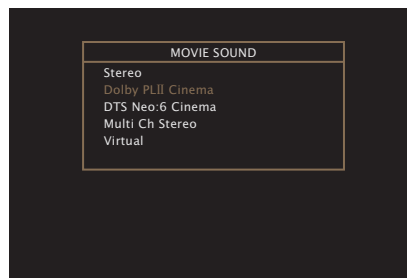 MOVIE SOUND
Stereo
Dolby PLII Cinema
DTS Neo:6 Cinema
Multi Ch Stereo
Virtual